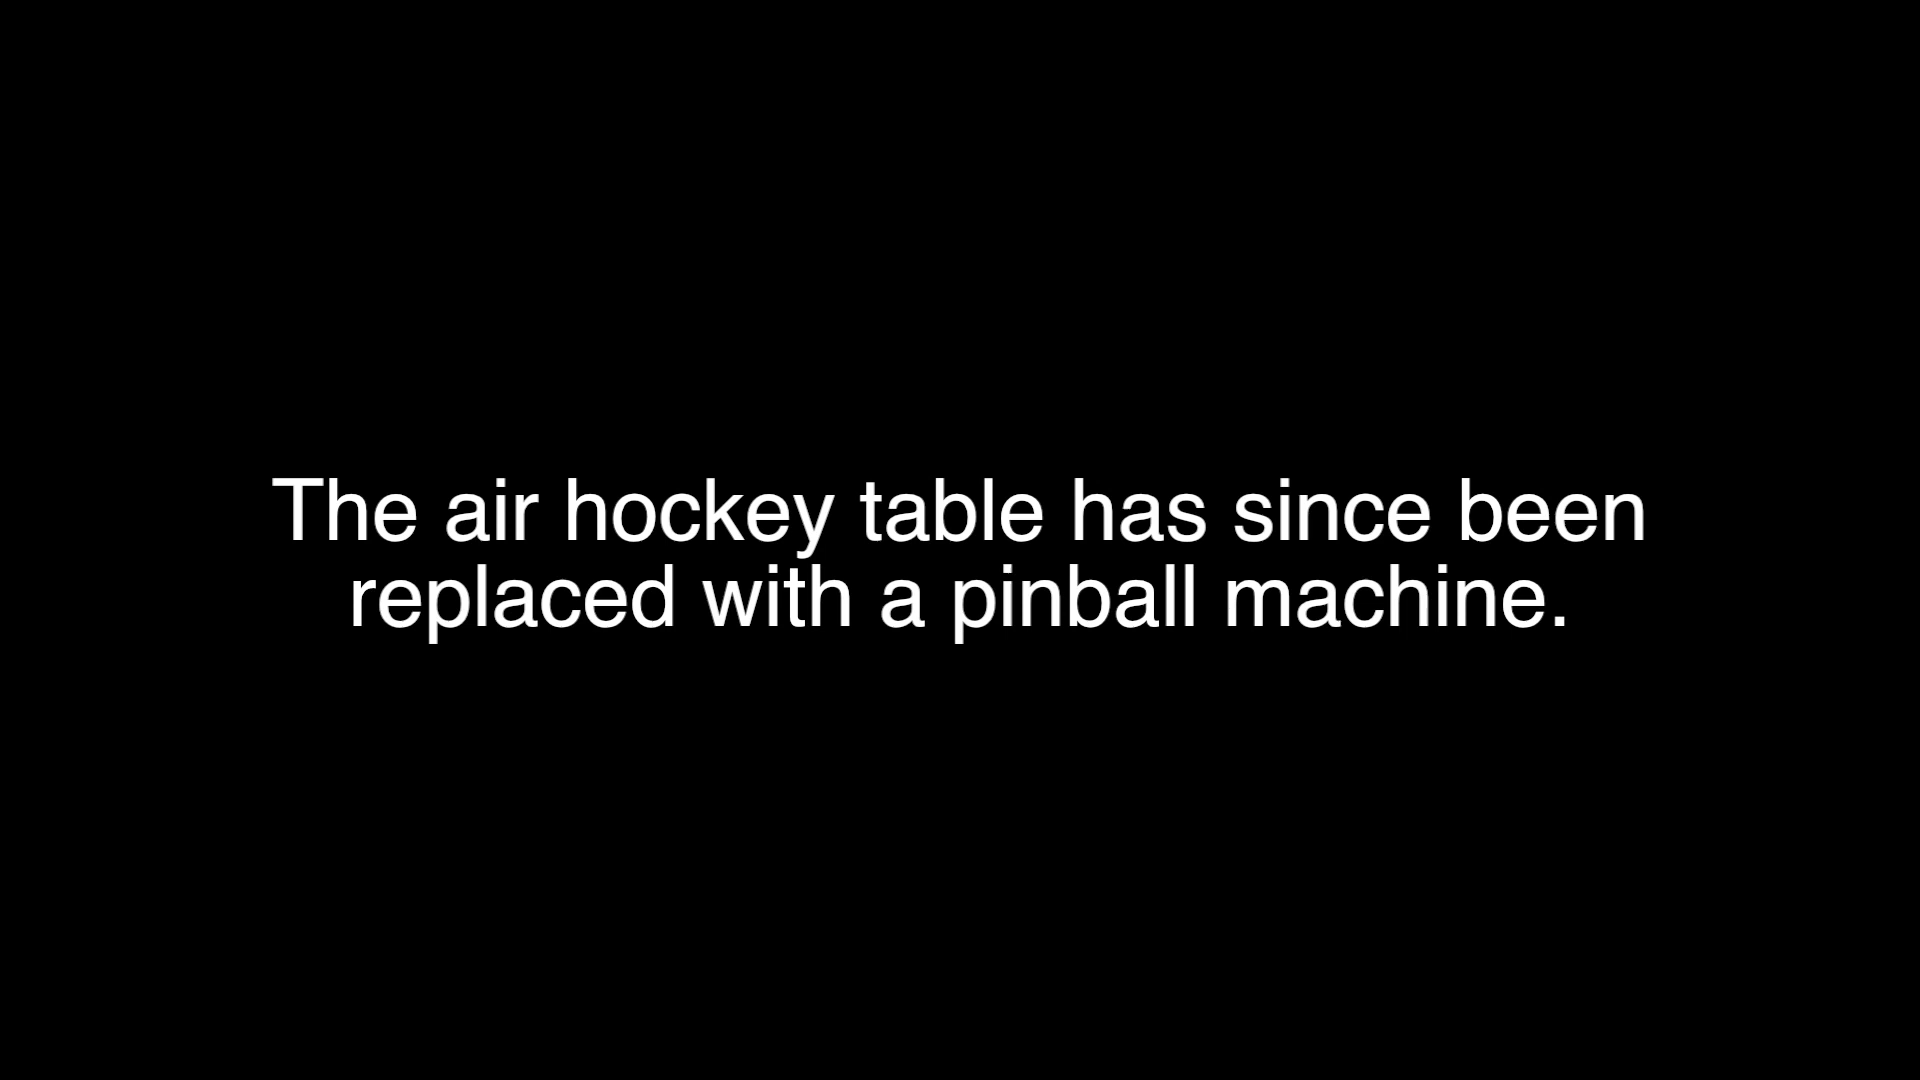 The air hockey table has since been
replaced with a pinball machine.